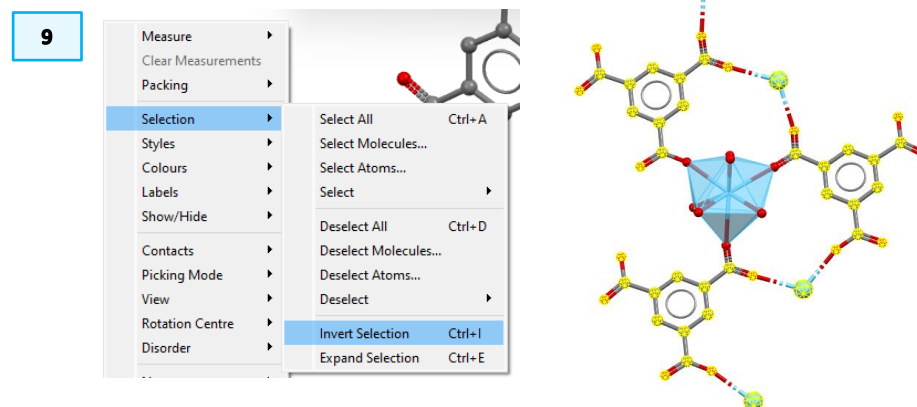 9
Measure
Clear Measurements
Packing
Selection
Styles
Colours
Labels
Show/Hide
Contacts
Picking Mode
View
Rotation Centre
Disorder
Select All Ctrl+A
Select Molecules...
Select Atoms...
Select
Deselect All Ctrl+D
Deselect Molecules...
Deselect Atoms...
Deselect
Invert Selection Ctrl+I
Expand Selection Ctrl+E